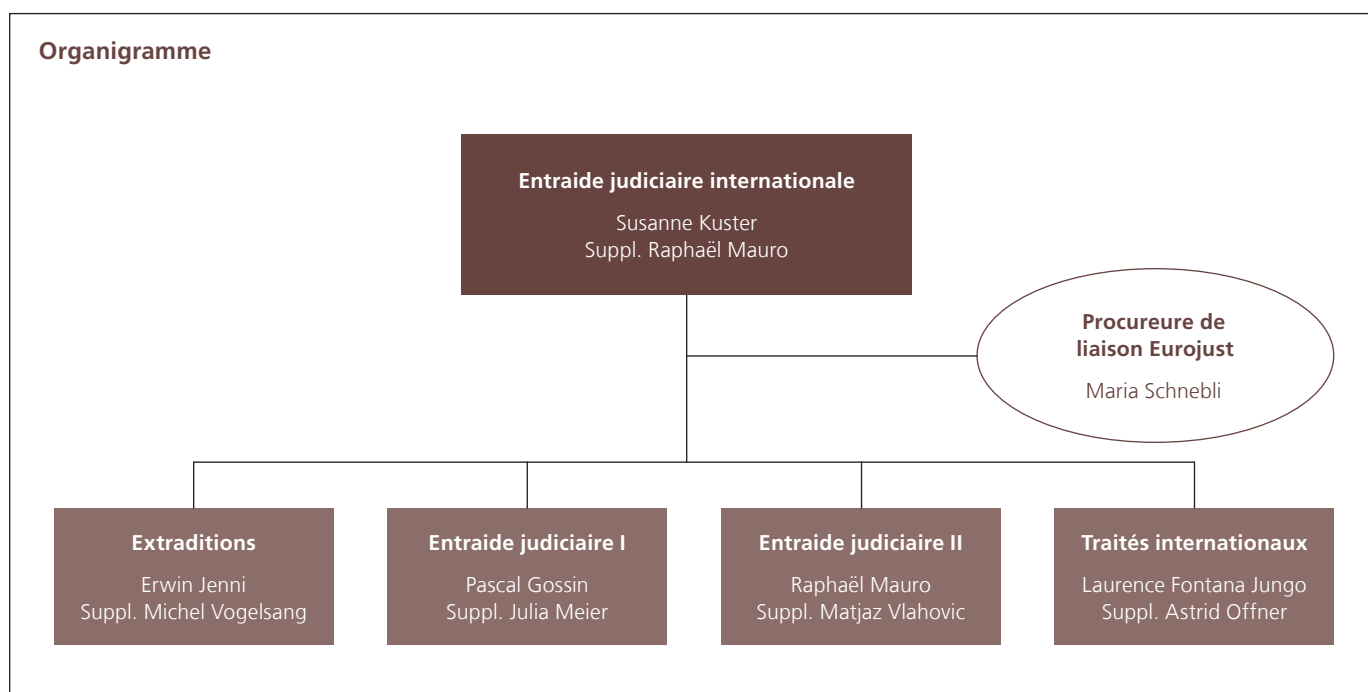 Organigramme
Entraide judiciaire internationale
Susanne Kuster
Suppl. Raphaël Mauro
Procureure de
liaison Eurojust
Maria Schnebli
Extraditions
Erwin Jenni
Suppl. Michel Vogelsang
Entraide judiciaire I
Pascal Gossin
Suppl. Julia Meier
Entraide judiciaire II
Raphaël Mauro
Suppl. Matjaz Vlahovic
Traités internationaux
Laurence Fontana Jungo
Suppl. Astrid Offner